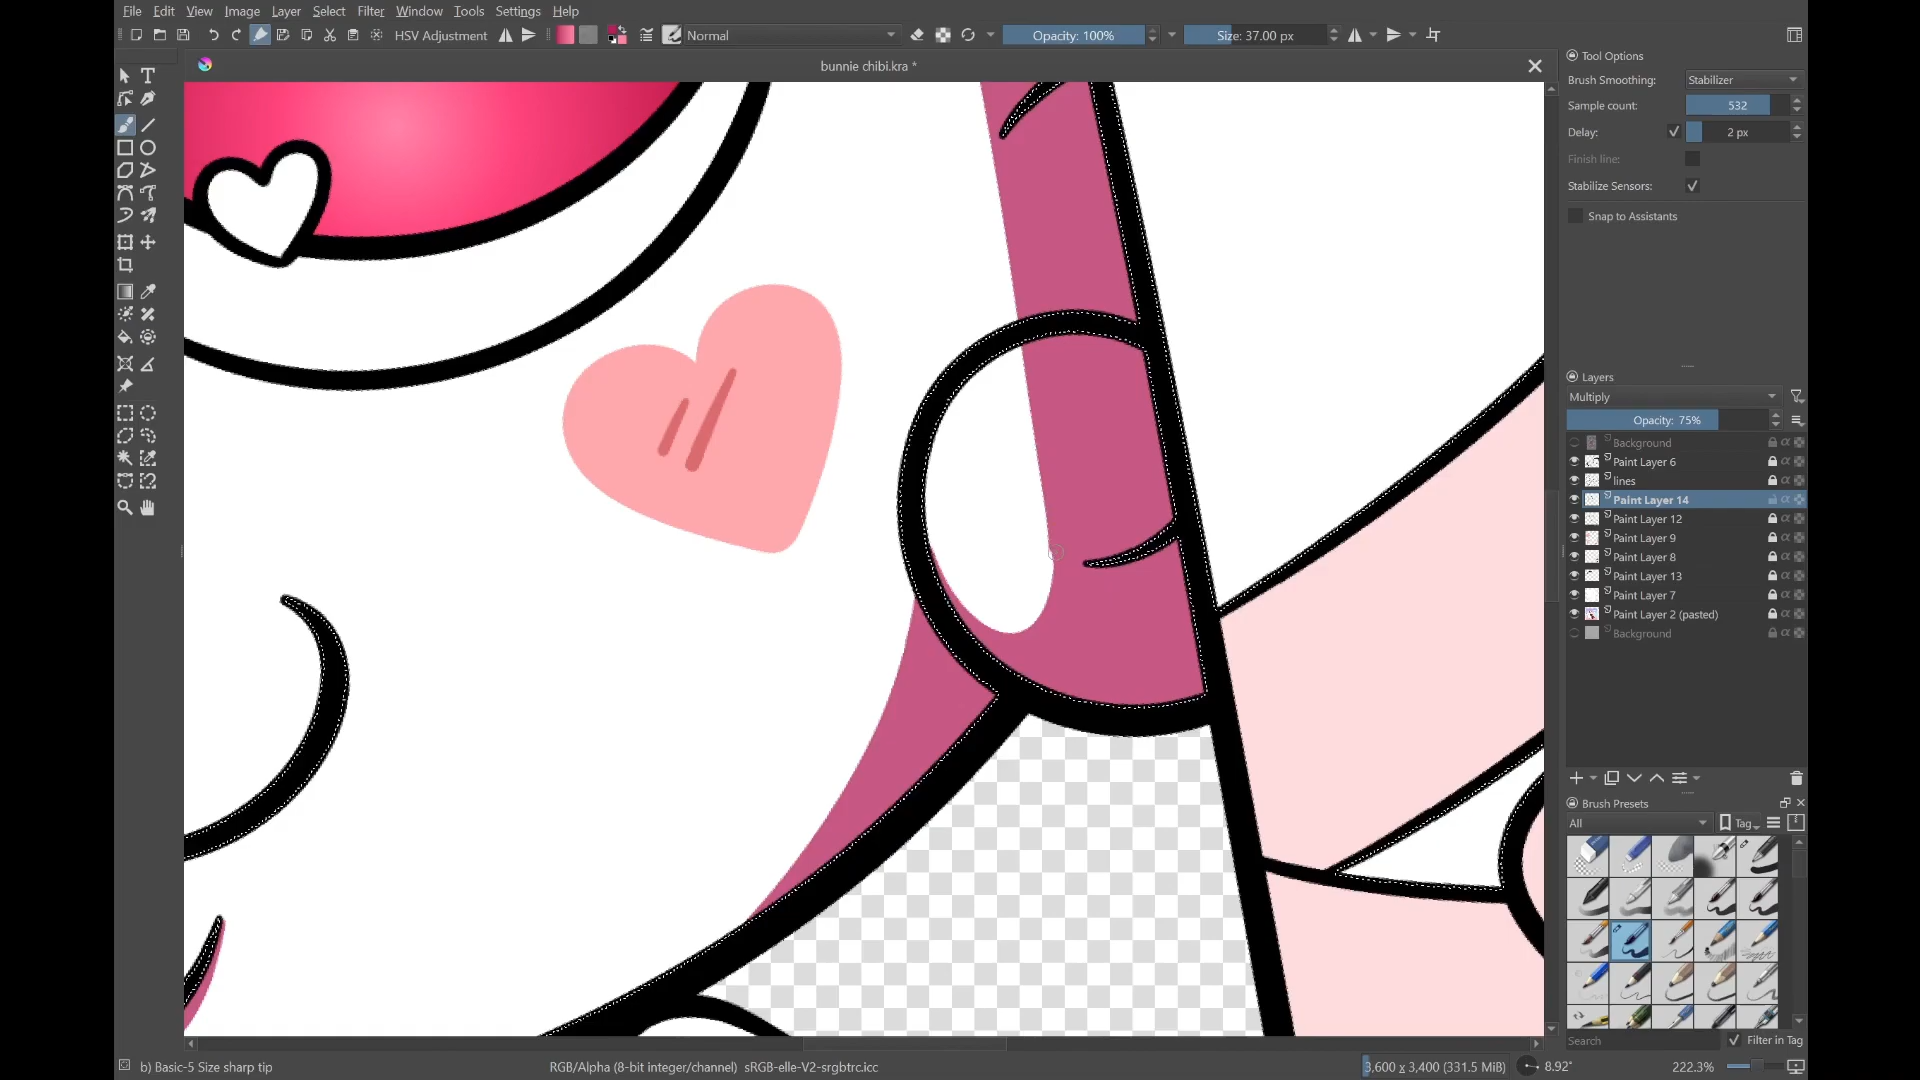 File Edit View Image Layer Select Filter Window Tools Settings Help
HSV Adjustment Normal Opacity: 100% Size: 37.00 px
bunnie chibi.kra *
Tool Options
Brush Smoothing: Stabilizer
Sample count: 532
Delay: 2 px
Finish line:
Stabilize Sensors:
Snap to Assistants
Layers
Multiply
Opacity: 75%
Background
Paint Layer 6
lines
Paint Layer 14
Paint Layer 12
Paint Layer 9
Paint Layer 8
Paint Layer 13
Paint Layer 7
Paint Layer 2 (pasted)
Background
Brush Presets
All Tag
Search Filter in Tag
b) Basic-5 Size sharp tip RGB/Alpha (8-bit integer/channel) sRGB-elle-V2-srgbtrc.icc 3,600 x 3,400 (331.5 MiB) 8.92° 222.3%